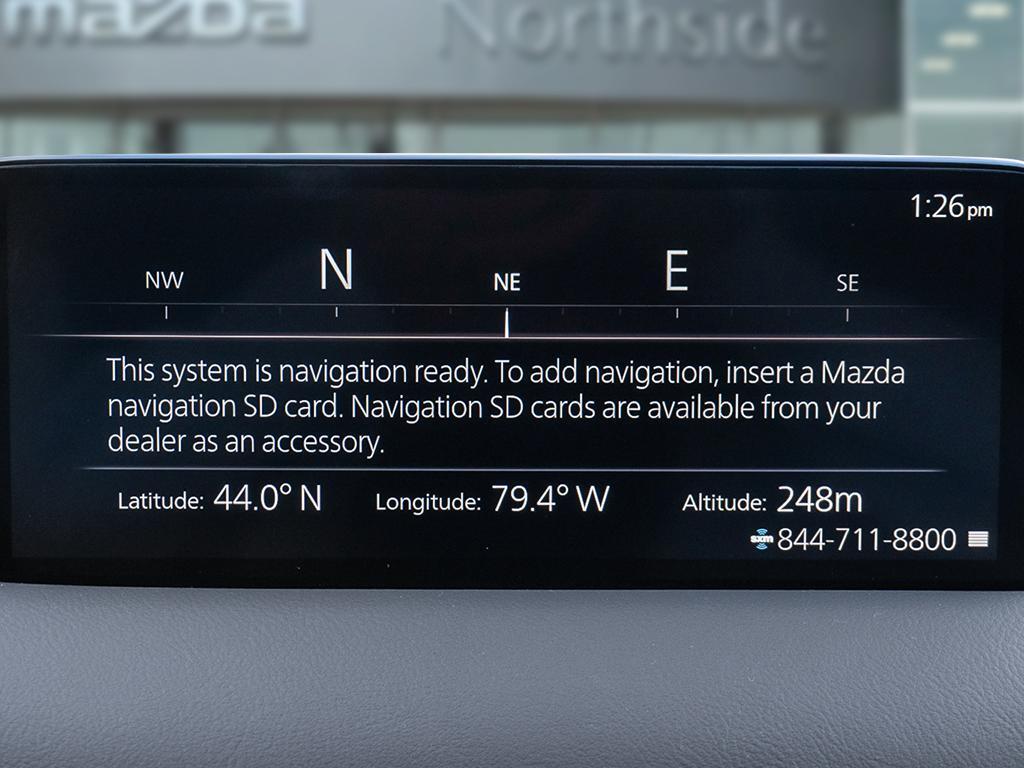 mazda Northside
1:26pm
NW N NE E SE
This system is navigation ready. To add navigation, insert a Mazda
navigation SD card. Navigation SD cards are available from your
dealer as an accessory.
Latitude: 44.0° N Longitude: 79.4° W Altitude: 248m
sxm 844-711-8800